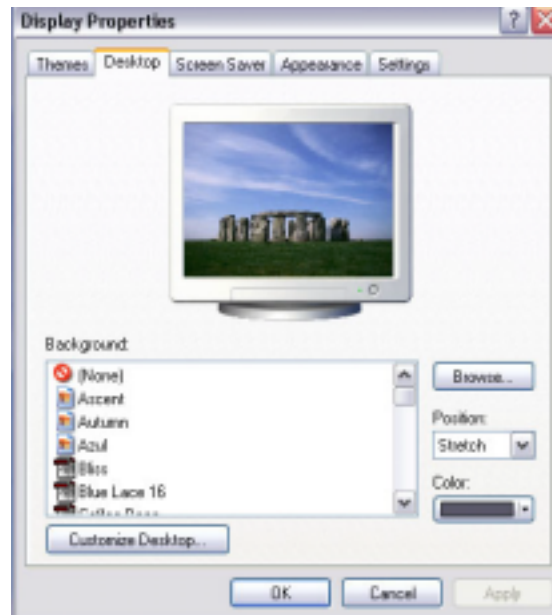 Display Properties
Themes Desktop Screen Saver Appearance Settings
Background:
(None)
Ascent
Autumn
Azul
Bliss
Blue Lace 16
Browse...
Position:
Stretch
Color:
Customize Desktop...
OK Cancel Apply